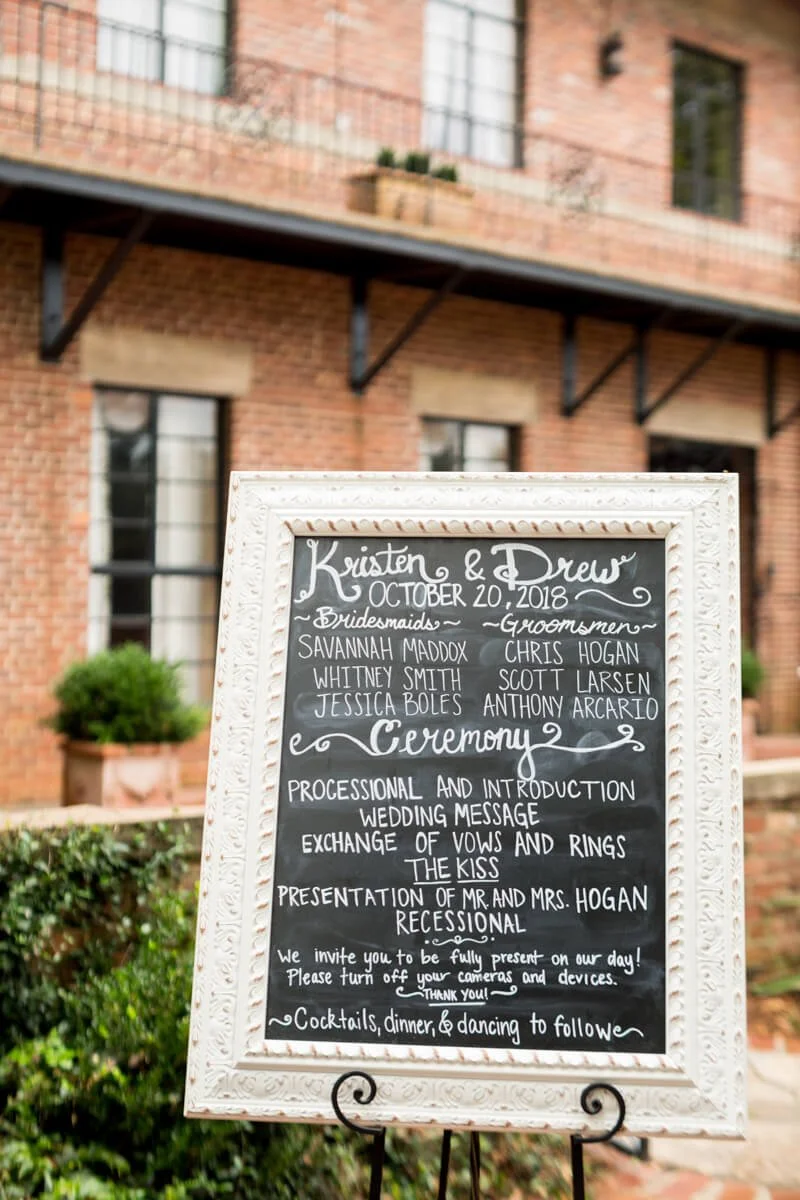 Kristen & Drew
OCTOBER 20, 2018
~Bridesmaids~ ~Groomsmen~
SAVANNAH MADDOX CHRIS HOGAN
WHITNEY SMITH SCOTT LARSEN
JESSICA BOLES ANTHONY ARCARIO
Ceremony
PROCESSIONAL AND INTRODUCTION
WEDDING MESSAGE
EXCHANGE OF VOWS AND RINGS
THE KISS
PRESENTATION OF MR. AND MRS. HOGAN
RECESSIONAL
We invite you to be fully present on our day!
Please turn off your cameras and devices.
THANK YOU!
~Cocktails, dinner, & dancing to follow~